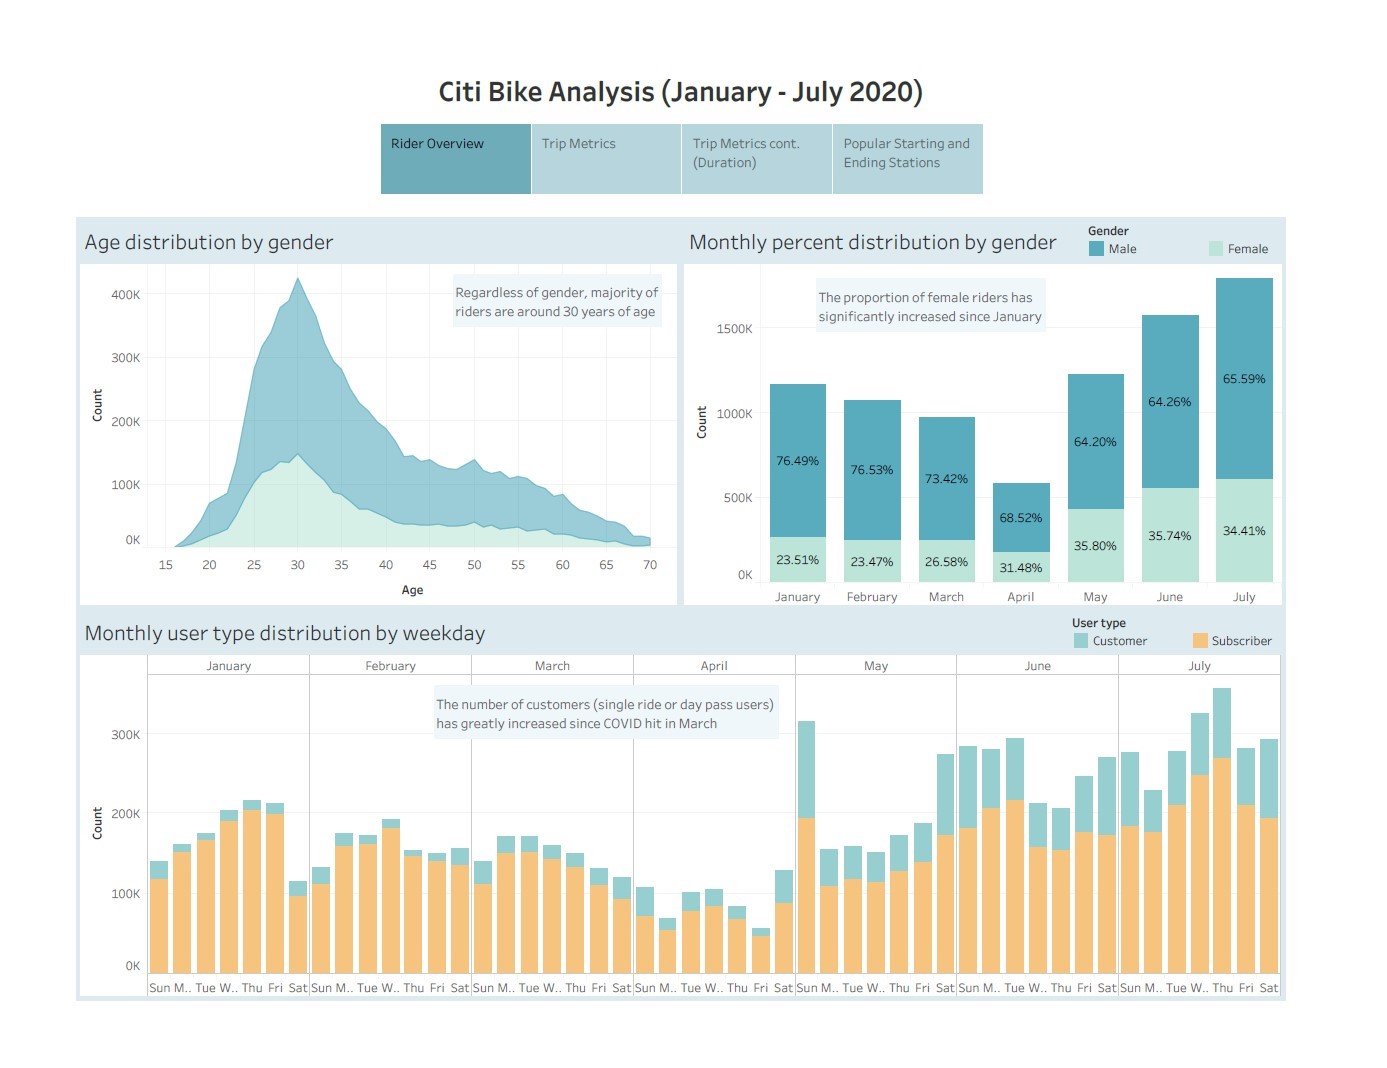 Citi Bike Analysis (January - July 2020)
Rider Overview
Trip Metrics
Trip Metrics cont.
(Duration)
Popular Starting and
Ending Stations
Age distribution by gender
Regardless of gender, majority of
riders are around 30 years of age
400K
300K
200K
100K
0K
Count
15 20 25 30 35 40 45 50 55 60 65 70
Age
Monthly percent distribution by gender
Gender
Male Female
The proportion of female riders has
significantly increased since January
1500K
1000K
500K
0K
Count
76.49% 76.53% 73.42% 68.52% 64.20% 64.26% 65.59%
23.51% 23.47% 26.58% 31.48% 35.80% 35.74% 34.41%
January February March April May June July
Monthly user type distribution by weekday
User type
Customer Subscriber
January February March April May June July
The number of customers (single ride or day pass users)
has greatly increased since COVID hit in March
300K
200K
100K
0K
Count
Sun M.. Tue W.. Thu Fri Sat Sun M.. Tue W.. Thu Fri Sat Sun M.. Tue W.. Thu Fri Sat Sun M.. Tue W.. Thu Fri Sat Sun M.. Tue W.. Thu Fri Sat Sun M.. Tue W.. Thu Fri Sat Sun M.. Tue W.. Thu Fri Sat